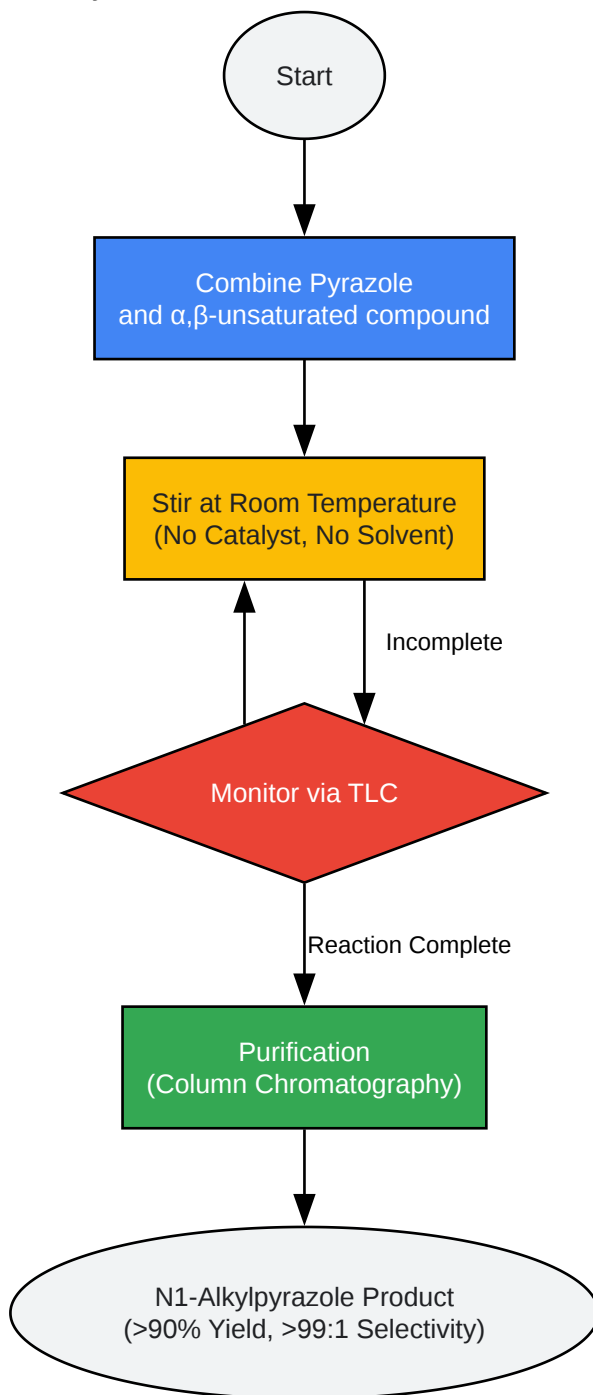 Start
Combine Pyrazole
and α,β-unsaturated compound
Stir at Room Temperature
(No Catalyst, No Solvent)
Incomplete
Monitor via TLC
Reaction Complete
Purification
(Column Chromatography)
N1-Alkylpyrazole Product
(>90% Yield, >99:1 Selectivity)